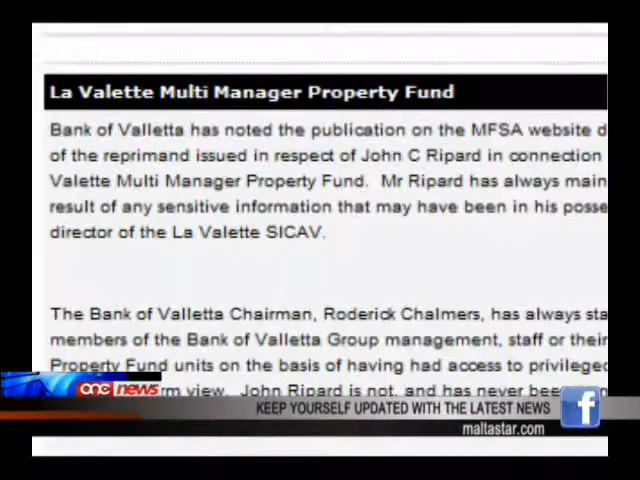 La Valette Multi Manager Property Fund
Bank of Valletta has noted the publication on the MFSA website d
of the reprimand issued in respect of John C Ripard in connection
Valette Multi Manager Property Fund. Mr Ripard has always main
result of any sensitive information that may have been in his posse
director of the La Valette SICAV.
The Bank of Valletta Chairman, Roderick Chalmers, has always sta
members of the Bank of Valletta Group management, staff or their
Property Fund units on the basis of having had access to privileged
rm view. John Ripard is not, and has never
one news
KEEP YOURSELF UPDATED WITH THE LATEST NEWS
f
maltastar.com